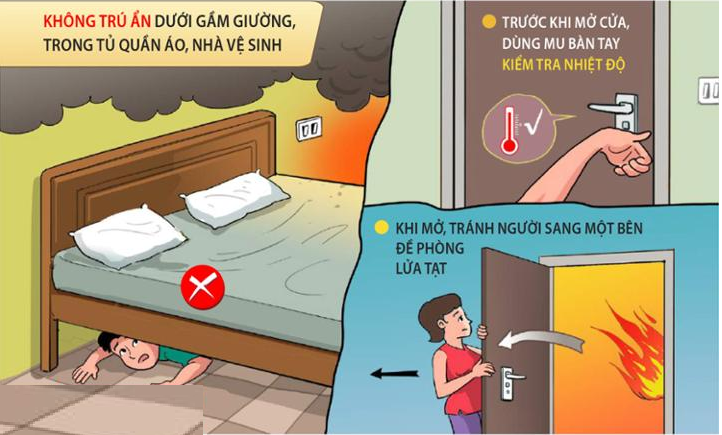 KHÔNG TRÚ ẨN DƯỚI GẦM GIƯỜNG,
TRONG TỦ QUẦN ÁO, NHÀ VỆ SINH
TRƯỚC KHI MỞ CỬA,
DÙNG MU BÀN TAY
KIỂM TRA NHIỆT ĐỘ
KHI MỞ, TRÁNH NGƯỜI SANG MỘT BÊN
ĐỀ PHÒNG
LỬA TẠT